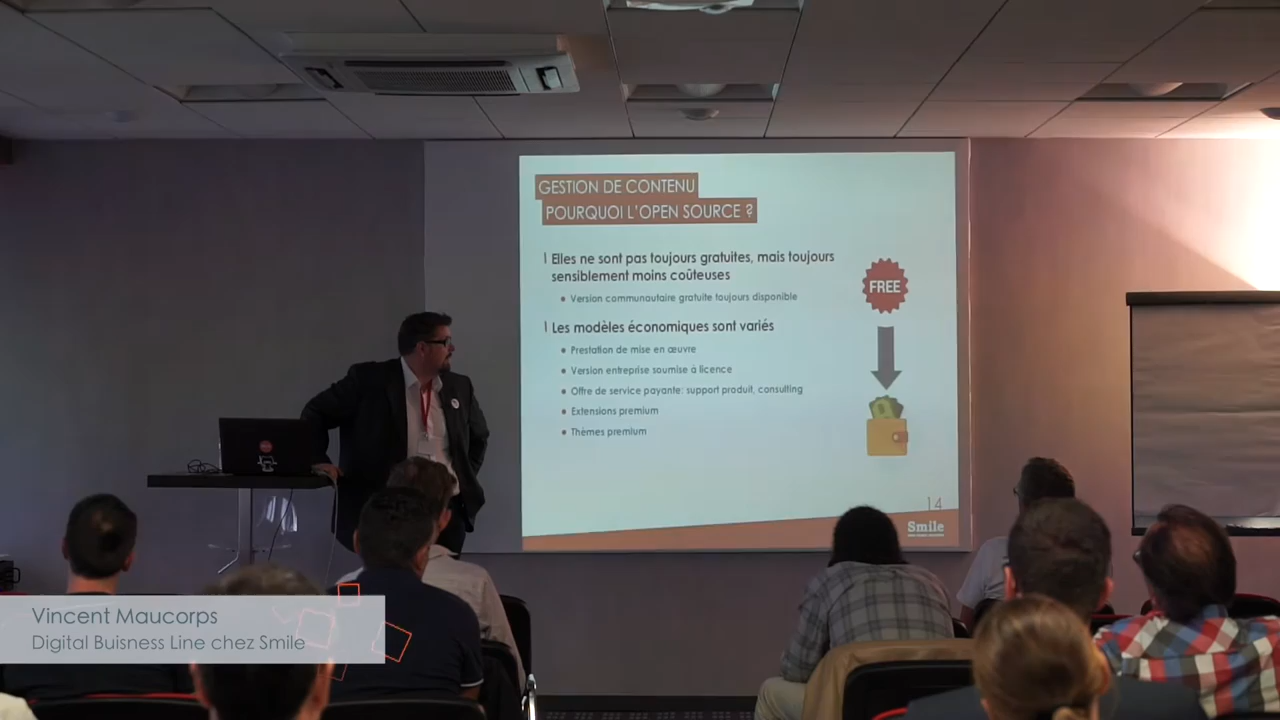 GESTION DE CONTENU
POURQUOI L'OPEN SOURCE ?
Elles ne sont pas toujours gratuites, mais toujours
sensiblement moins coûteuses
Version communautaire gratuite toujours disponible
Les modèles économiques sont variés
Prestation de mise en œuvre
Version entreprise soumise à licence
Offre de service payante: support produit, consulting
Extensions premium
Thèmes premium
FREE
14
Smile
Vincent Maucorps
Digital Buisness Line chez Smile